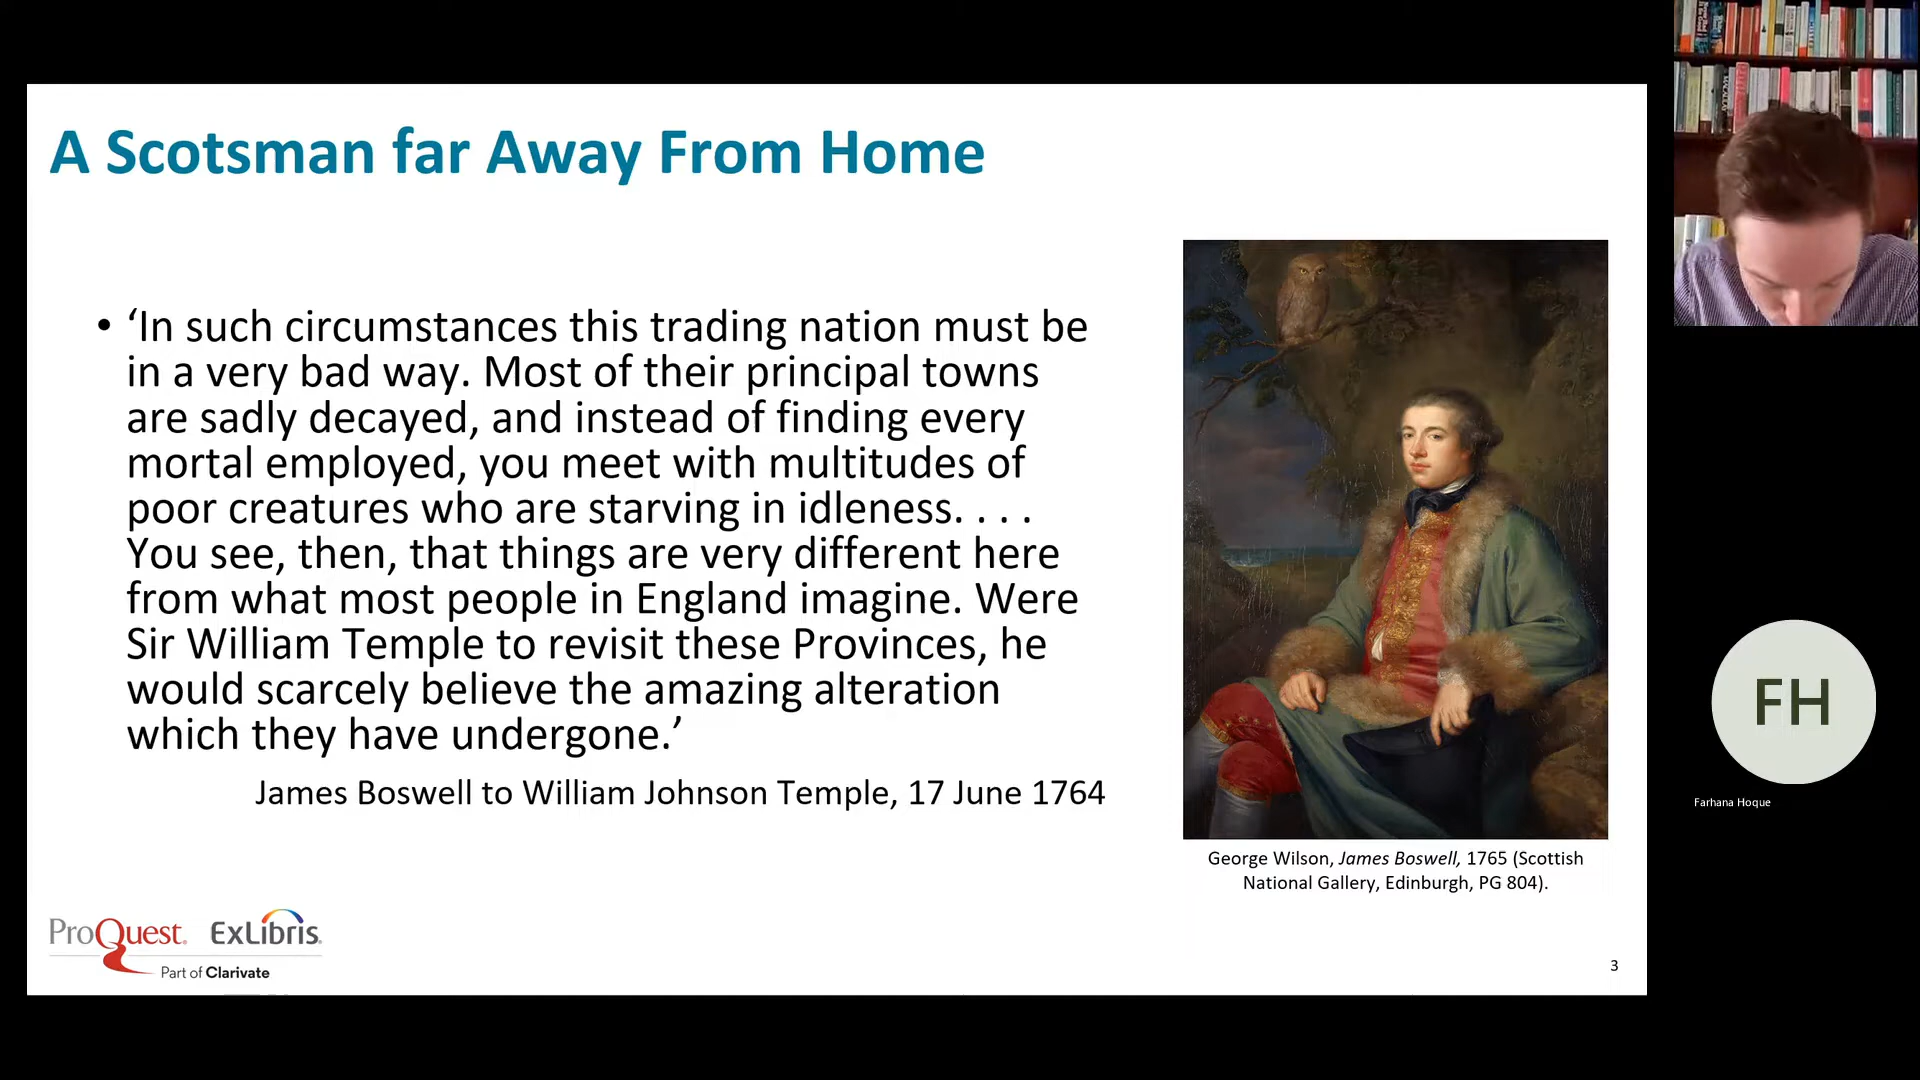 A Scotsman far Away From Home
• ‘In such circumstances this trading nation must be
in a very bad way. Most of their principal towns
are sadly decayed, and instead of finding every
mortal employed, you meet with multitudes of
poor creatures who are starving in idleness. . . .
You see, then, that things are very different here
from what most people in England imagine. Were
Sir William Temple to revisit these Provinces, he
would scarcely believe the amazing alteration
which they have undergone.’
James Boswell to William Johnson Temple, 17 June 1764
George Wilson, James Boswell, 1765 (Scottish
National Gallery, Edinburgh, PG 804).
ProQuest. ExLibris.
Part of Clarivate
3
FH
Farhana Hoque